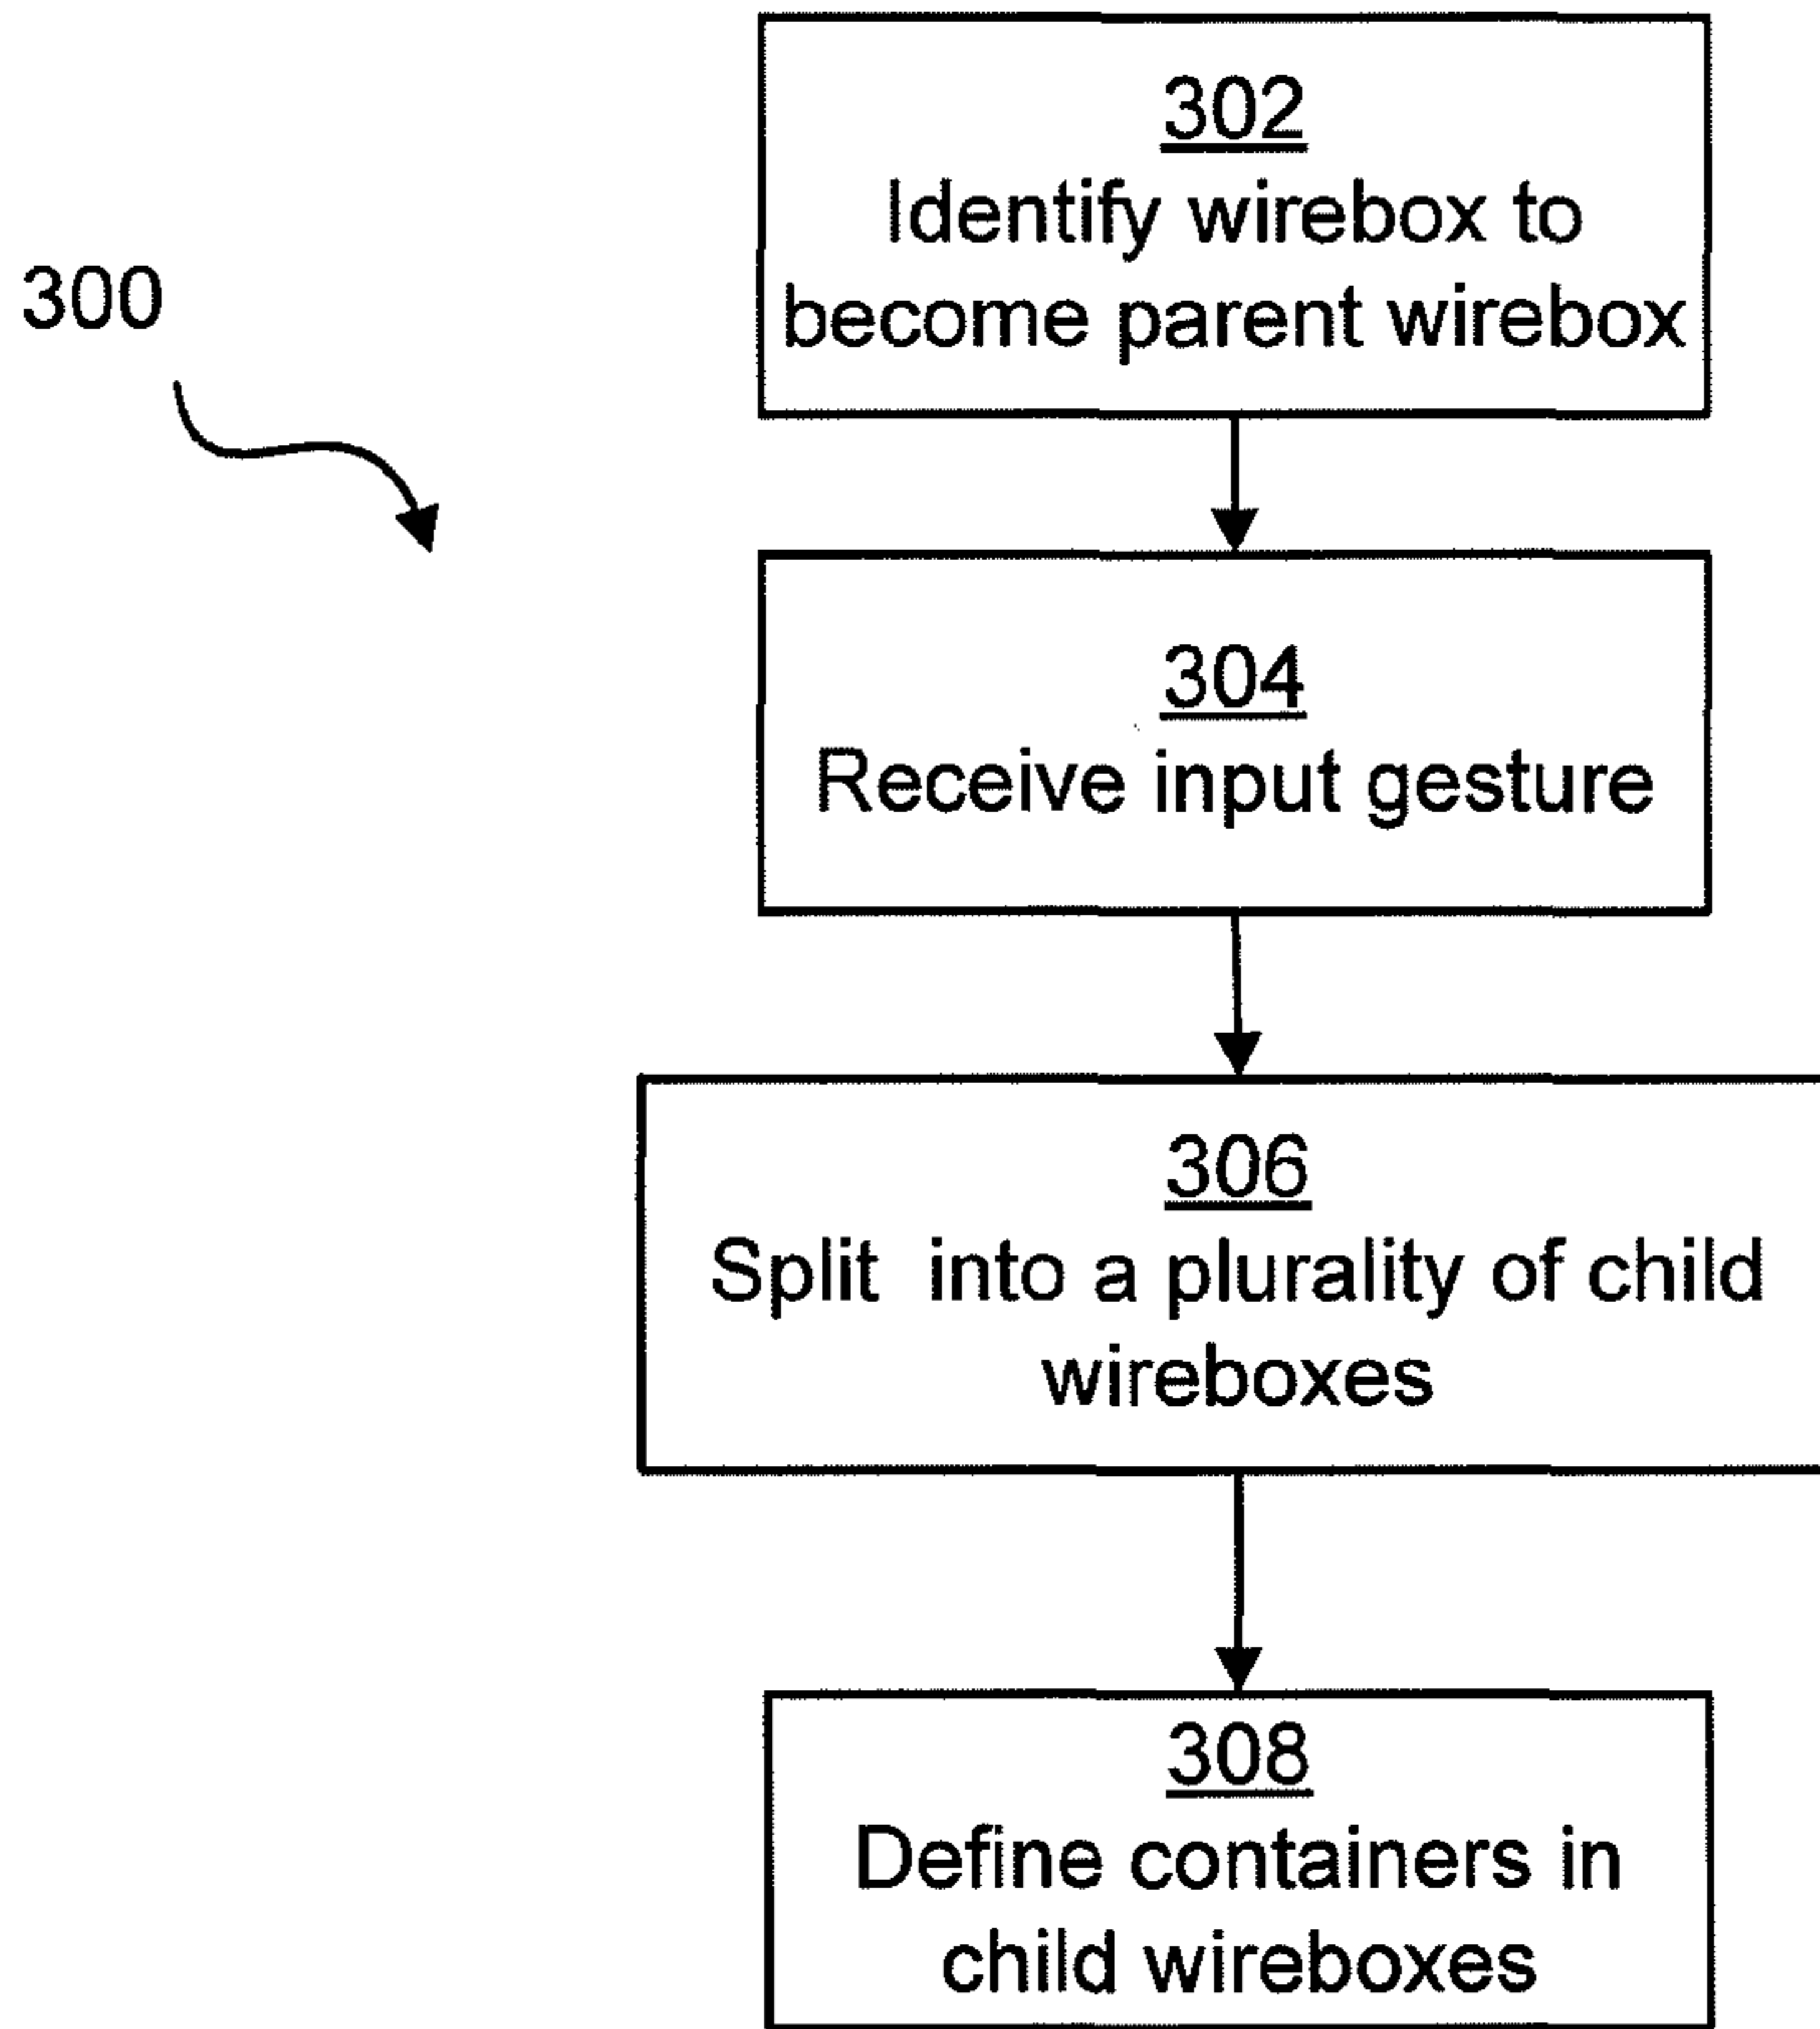 302
Identify wirebox to
become parent wirebox
300
304
Receive input gesture
306
Split into a plurality of child
wireboxes
308
Define containers in
child wireboxes